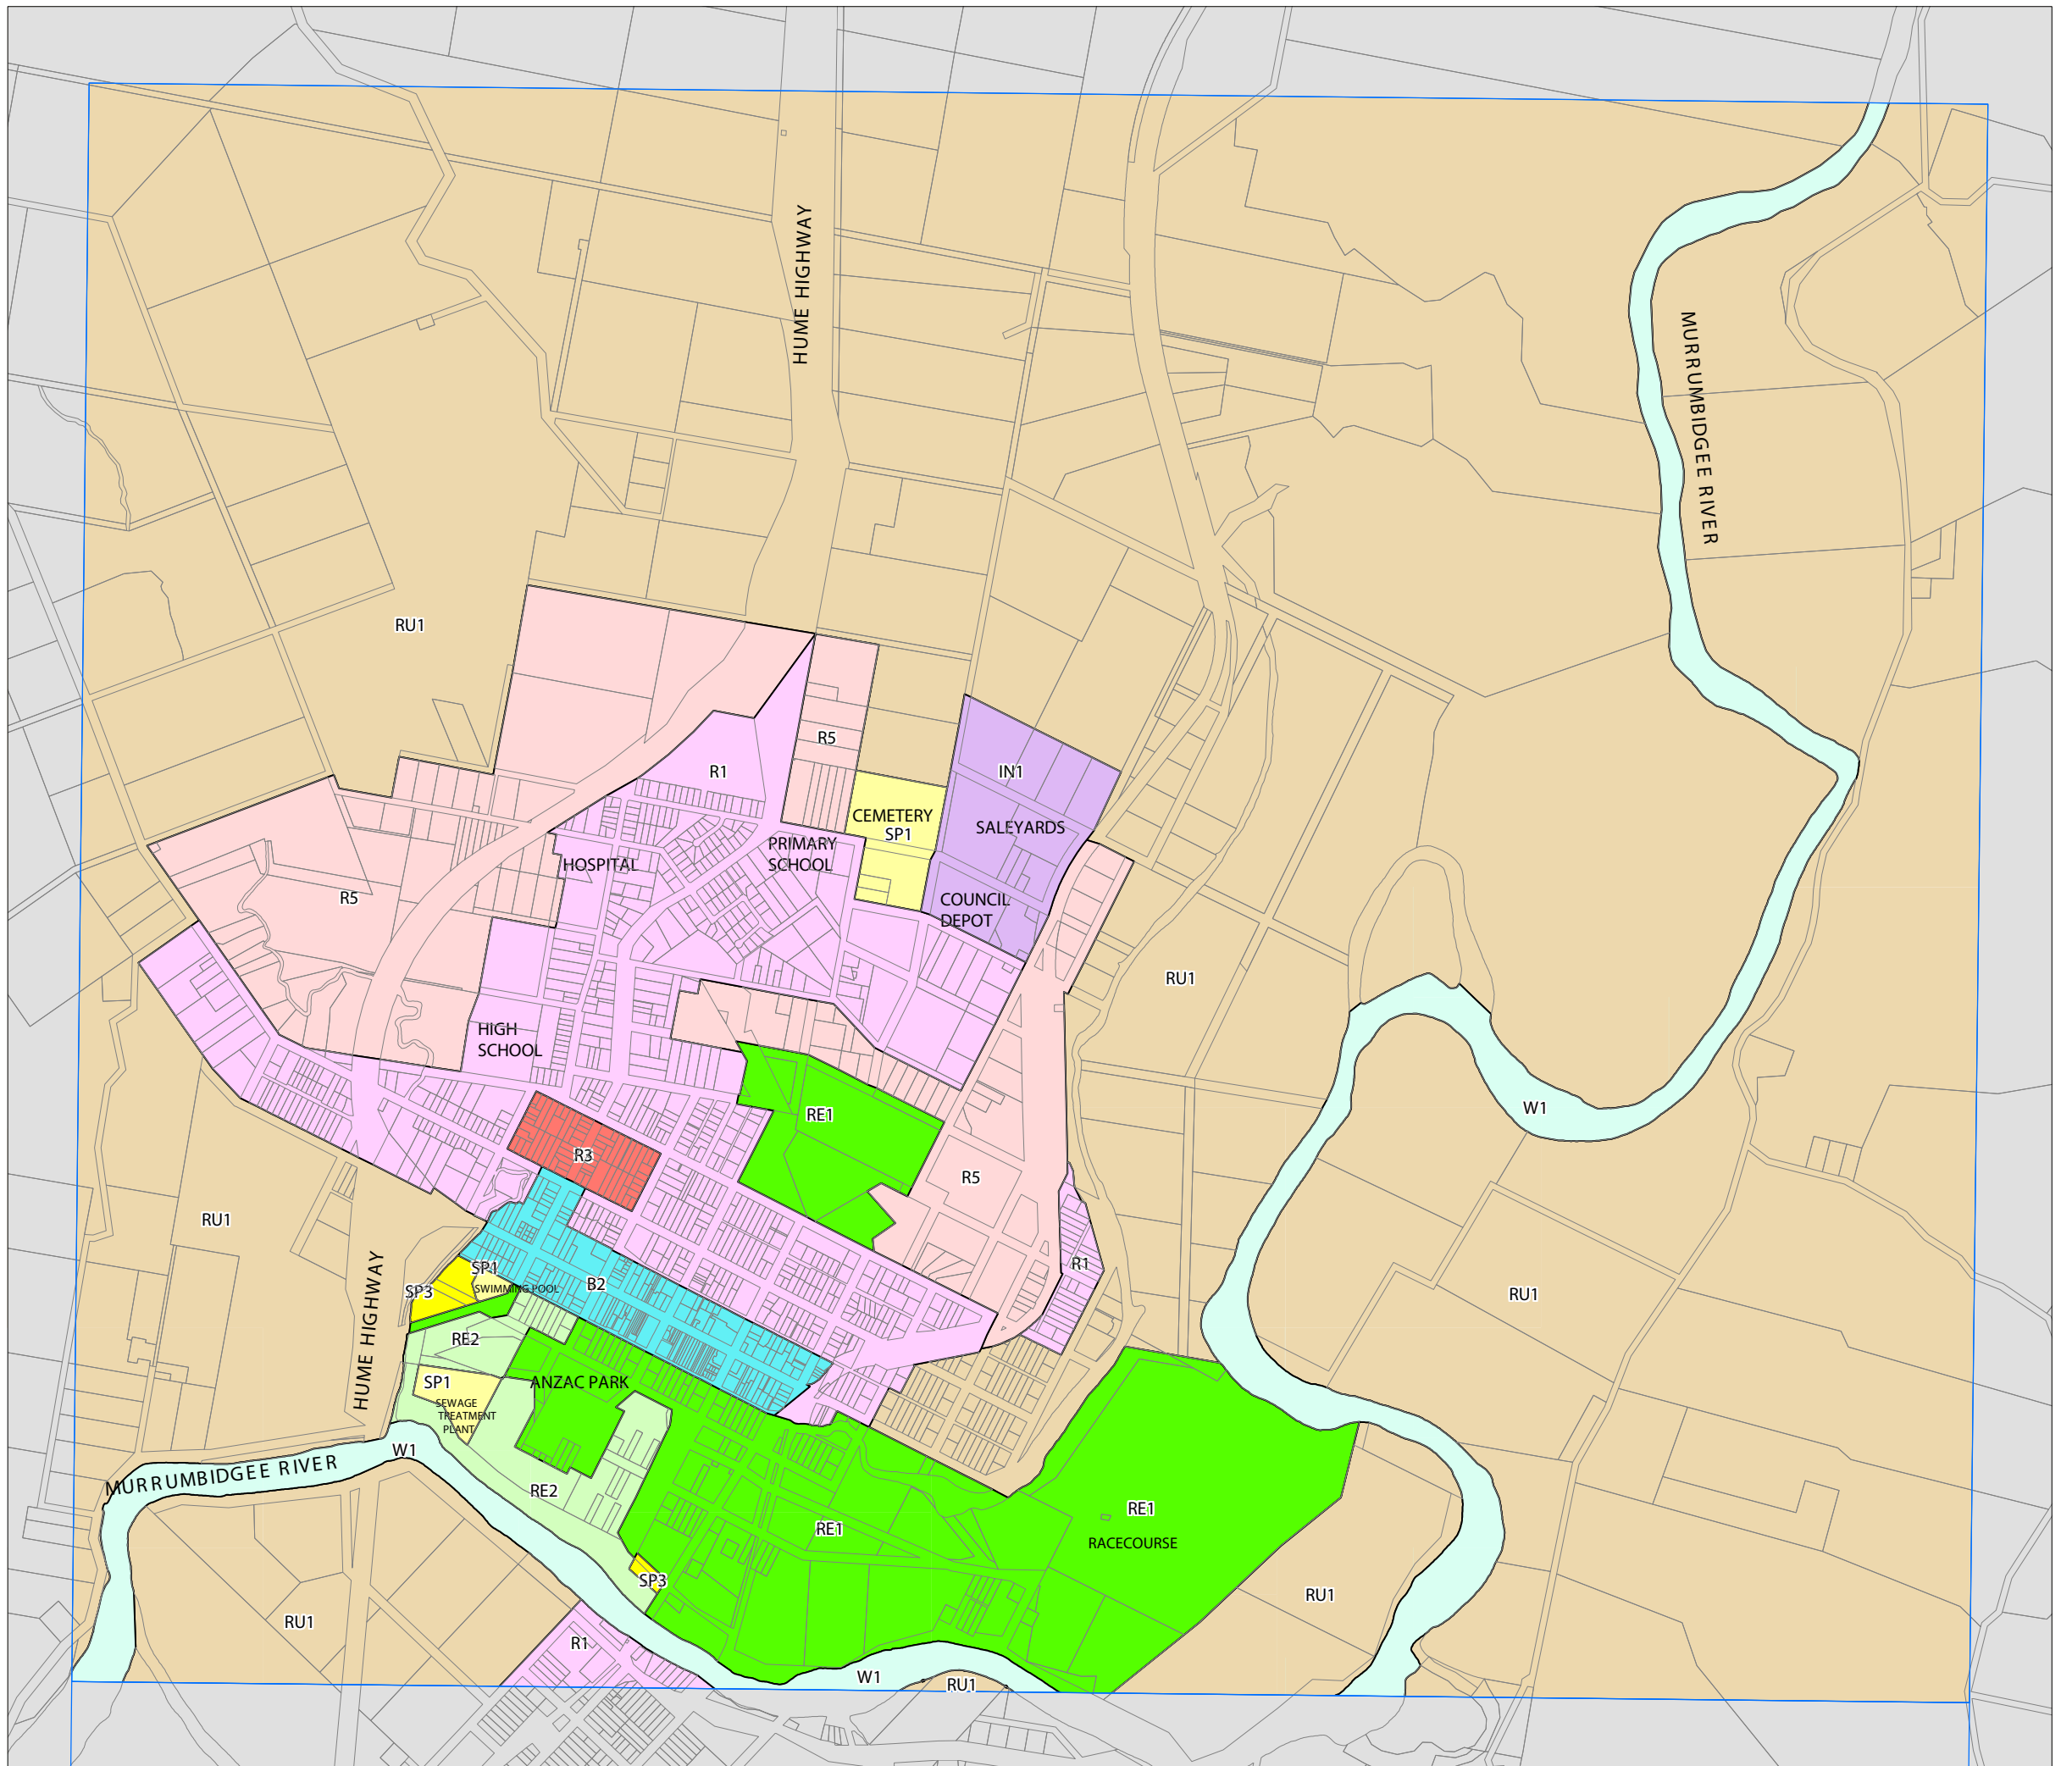 HUME HIGHWAY
MURRUMBIDGEE RIVER
RU1
R5
R1
IN1
CEMETERY
SP1
SALEYARDS
PRIMARY
SCHOOL
HOSPITAL
R5
COUNCIL
DEPOT
RU1
HIGH
SCHOOL
RE1
W1
R3
R5
RU1
R1
SP1
SWIMMING POOL
SP3
B2
RU1
HUME HIGHWAY
RE2
SP1
ANZAC PARK
SEWAGE
TREATMENT
PLANT
W1
MURRUMBIDGEE RIVER
RE2
RE1
RACECOURSE
RE1
SP3
RU1
RU1
R1
W1
RU1